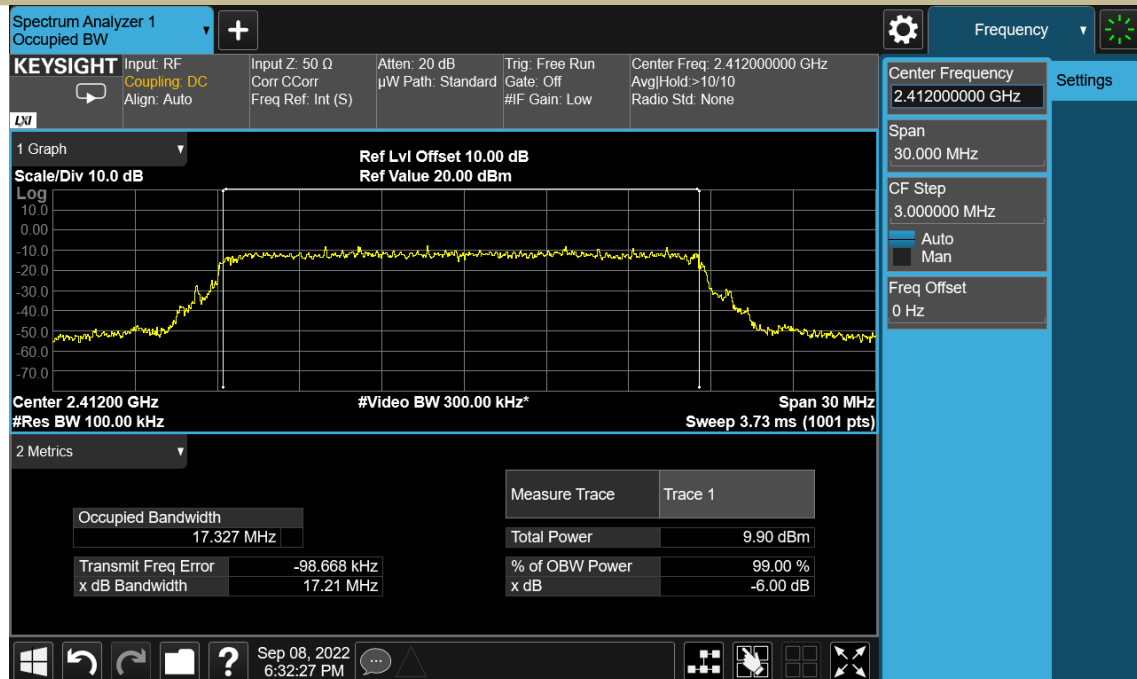 Spectrum Analyzer 1
Occupied BW
+
Frequency
KEYSIGHT
Input: RF
Coupling: DC
Align: Auto
Input Z: 50 Ω
Corr CCorr
Freq Ref: Int (S)
Atten: 20 dB
µW Path: Standard
Trig: Free Run
Gate: Off
#IF Gain: Low
Center Freq: 2.412000000 GHz
Avg|Hold:>10/10
Radio Std: None
LXI
Center Frequency
2.412000000 GHz
Settings
Span
30.000 MHz
CF Step
3.000000 MHz
Auto
Man
Freq Offset
0 Hz
1 Graph
Scale/Div 10.0 dB
Ref Lvl Offset 10.00 dB
Ref Value 20.00 dBm
Log
10.0
0.00
-10.0
-20.0
-30.0
-40.0
-50.0
-60.0
-70.0
Center 2.41200 GHz
#Video BW 300.00 kHz*
Span 30 MHz
#Res BW 100.00 kHz
Sweep 3.73 ms (1001 pts)
2 Metrics
Measure Trace
Trace 1
Occupied Bandwidth
17.327 MHz
Total Power
9.90 dBm
Transmit Freq Error
-98.668 kHz
% of OBW Power
99.00 %
x dB Bandwidth
17.21 MHz
x dB
-6.00 dB
?
Sep 08, 2022
6:32:27 PM